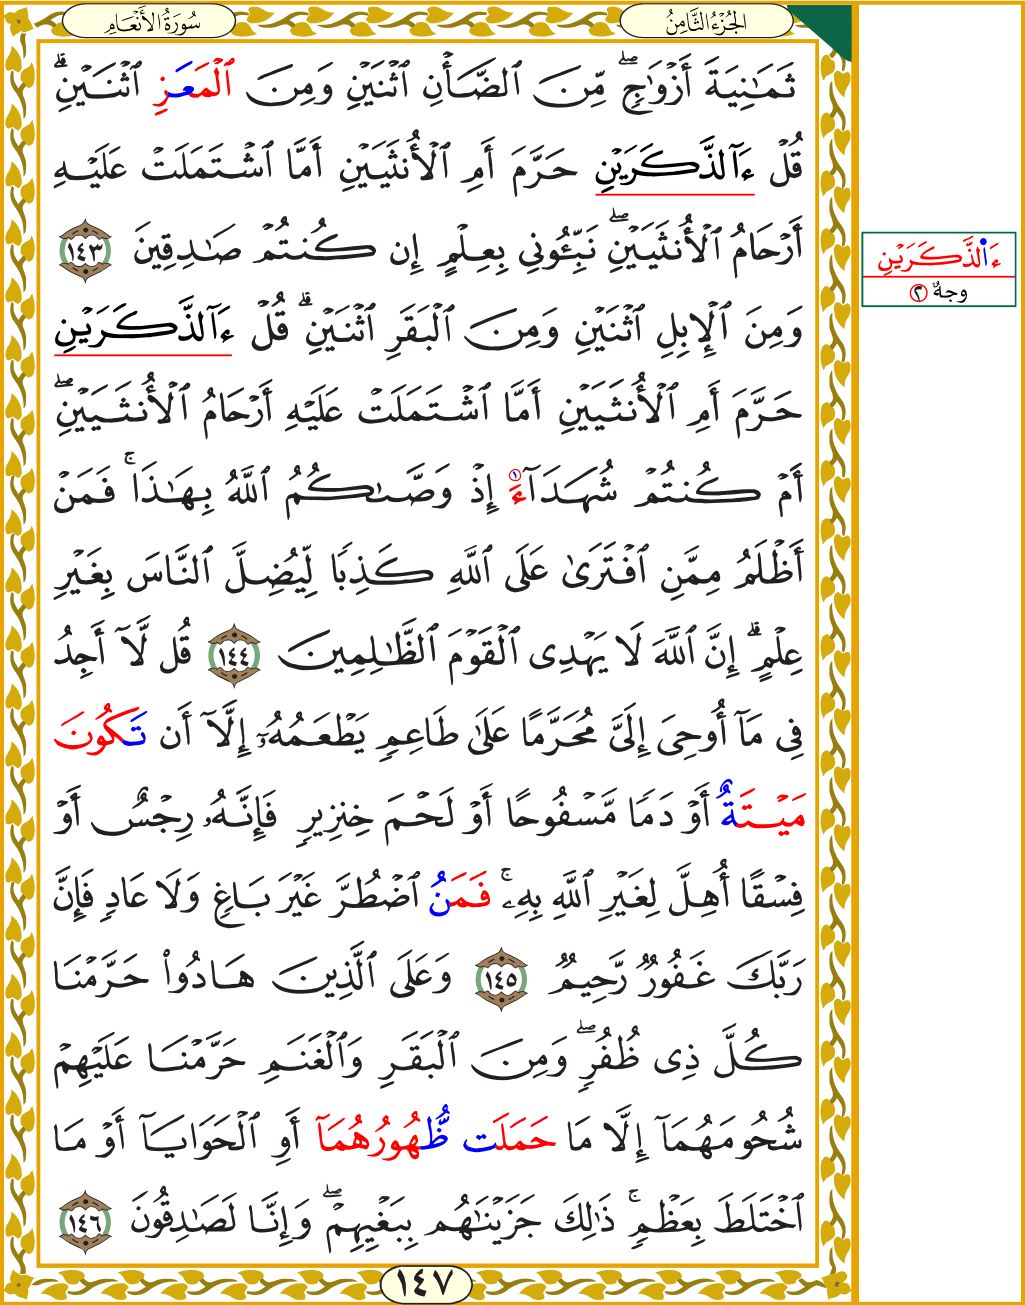 الجُزْءُ الثَّامِنُ
سُورَةُ الأَنْعَامِ
ثَمَـٰنِيَةَ أَزْوَٰجٍۖ مِّنَ ٱلضَّأْنِ ٱثْنَيْنِ وَمِنَ ٱلْمَعَزِ ٱثْنَيْنِۗ
قُلْ ءَآلذَّكَرَيْنِ حَرَّمَ أَمِ ٱلْأُنثَيَيْنِ أَمَّا ٱشْتَمَلَتْ عَلَيْهِ
أَرْحَامُ ٱلْأُنثَيَيْنِۖ نَبِّـُٔونِي بِعِلْمٍ إِن كُنتُمْ صَـٰدِقِينَ ١٤٣
وَمِنَ ٱلْإِبِلِ ٱثْنَيْنِ وَمِنَ ٱلْبَقَرِ ٱثْنَيْنِۗ قُلْ ءَآلذَّكَرَيْنِ
حَرَّمَ أَمِ ٱلْأُنثَيَيْنِ أَمَّا ٱشْتَمَلَتْ عَلَيْهِ أَرْحَامُ ٱلْأُنثَيَيْنِۖ
أَمْ كُنتُمْ شُهَدَآءَ ١ إِذْ وَصَّىٰكُمُ ٱللَّهُ بِهَـٰذَاۚ فَمَنْ
أَظْلَمُ مِمَّنِ ٱفْتَرَىٰ عَلَى ٱللَّهِ كَذِبًا لِّيُضِلَّ ٱلنَّاسَ بِغَيْرِ
عِلْمٍۗ إِنَّ ٱللَّهَ لَا يَهْدِى ٱلْقَوْمَ ٱلظَّـٰلِمِينَ ١٤٤ قُل لَّآ أَجِدُ
فِي مَآ أُوحِىَ إِلَىَّ مُحَرَّمًا عَلَىٰ طَاعِمٍ يَطْعَمُهُۥٓ إِلَّآ أَن تَكُونَ
مَيْتَةٌ أَوْ دَمًا مَّسْفُوحًا أَوْ لَحْمَ خِنزِيرٍ فَإِنَّهُۥ رِجْسٌ أَوْ
فِسْقًا أُهِلَّ لِغَيْرِ ٱللَّهِ بِهِۦۚ فَمَنُ ٱضْطُرَّ غَيْرَ بَاغٍ وَلَا عَادٍ فَإِنَّ
رَبَّكَ غَفُورٌ رَّحِيمٌ ١٤٥ وَعَلَى ٱلَّذِينَ هَادُوا۟ حَرَّمْنَا
كُلَّ ذِى ظُفُرٍۖ وَمِنَ ٱلْبَقَرِ وَٱلْغَنَمِ حَرَّمْنَا عَلَيْهِمْ
شُحُومَهُمَآ إِلَّا مَا حَمَلَت ظُّهُورُهُمَآ أَوِ ٱلْحَوَايَآ أَوْ مَا
ٱخْتَلَطَ بِعَظْمٍۚ ذَٰلِكَ جَزَيْنَـٰهُم بِبَغْيِهِمْۖ وَإِنَّا لَصَـٰدِقُونَ ١٤٦
١٤٧
ءَاٰلذَّكَرَيْنِ
وجهٌ ٢